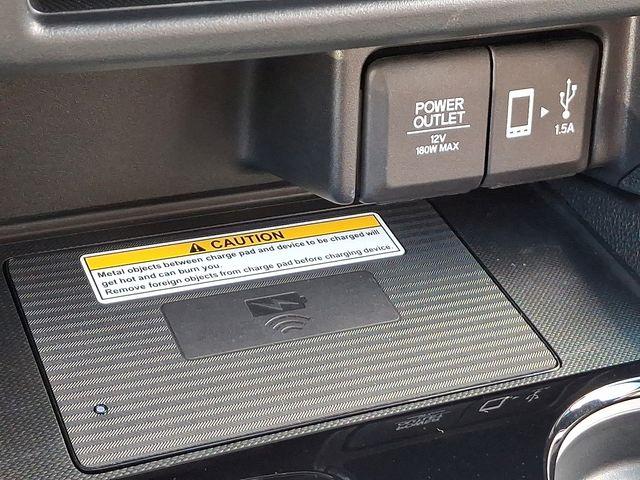 POWER
OUTLET
12V
180W MAX
1.5A
CAUTION
Metal objects between charge pad and device to be charged will
get hot and can burn you.
Remove foreign objects from charge pad before charging device